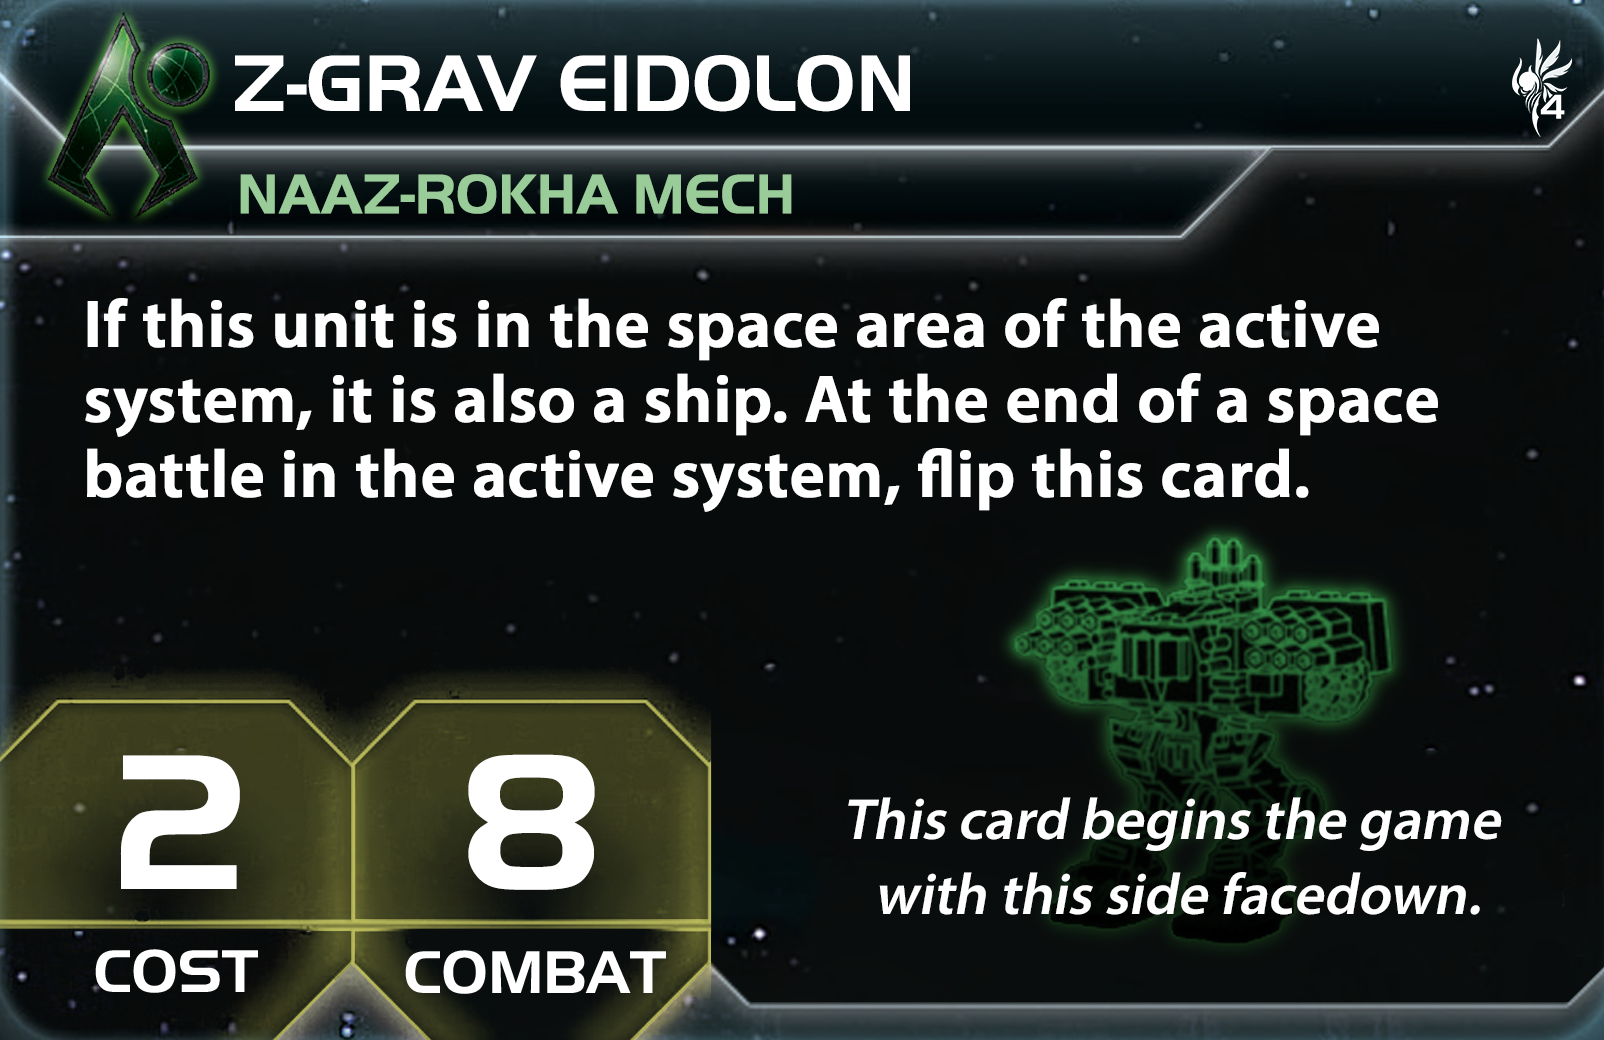 Z-GRAV EIDOLON
4
NAAZ-ROKHA MECH
If this unit is in the space area of the active
system, it is also a ship. At the end of a space
battle in the active system, flip this card.
2
8
This card begins the game
with this side facedown.
COST
COMBAT